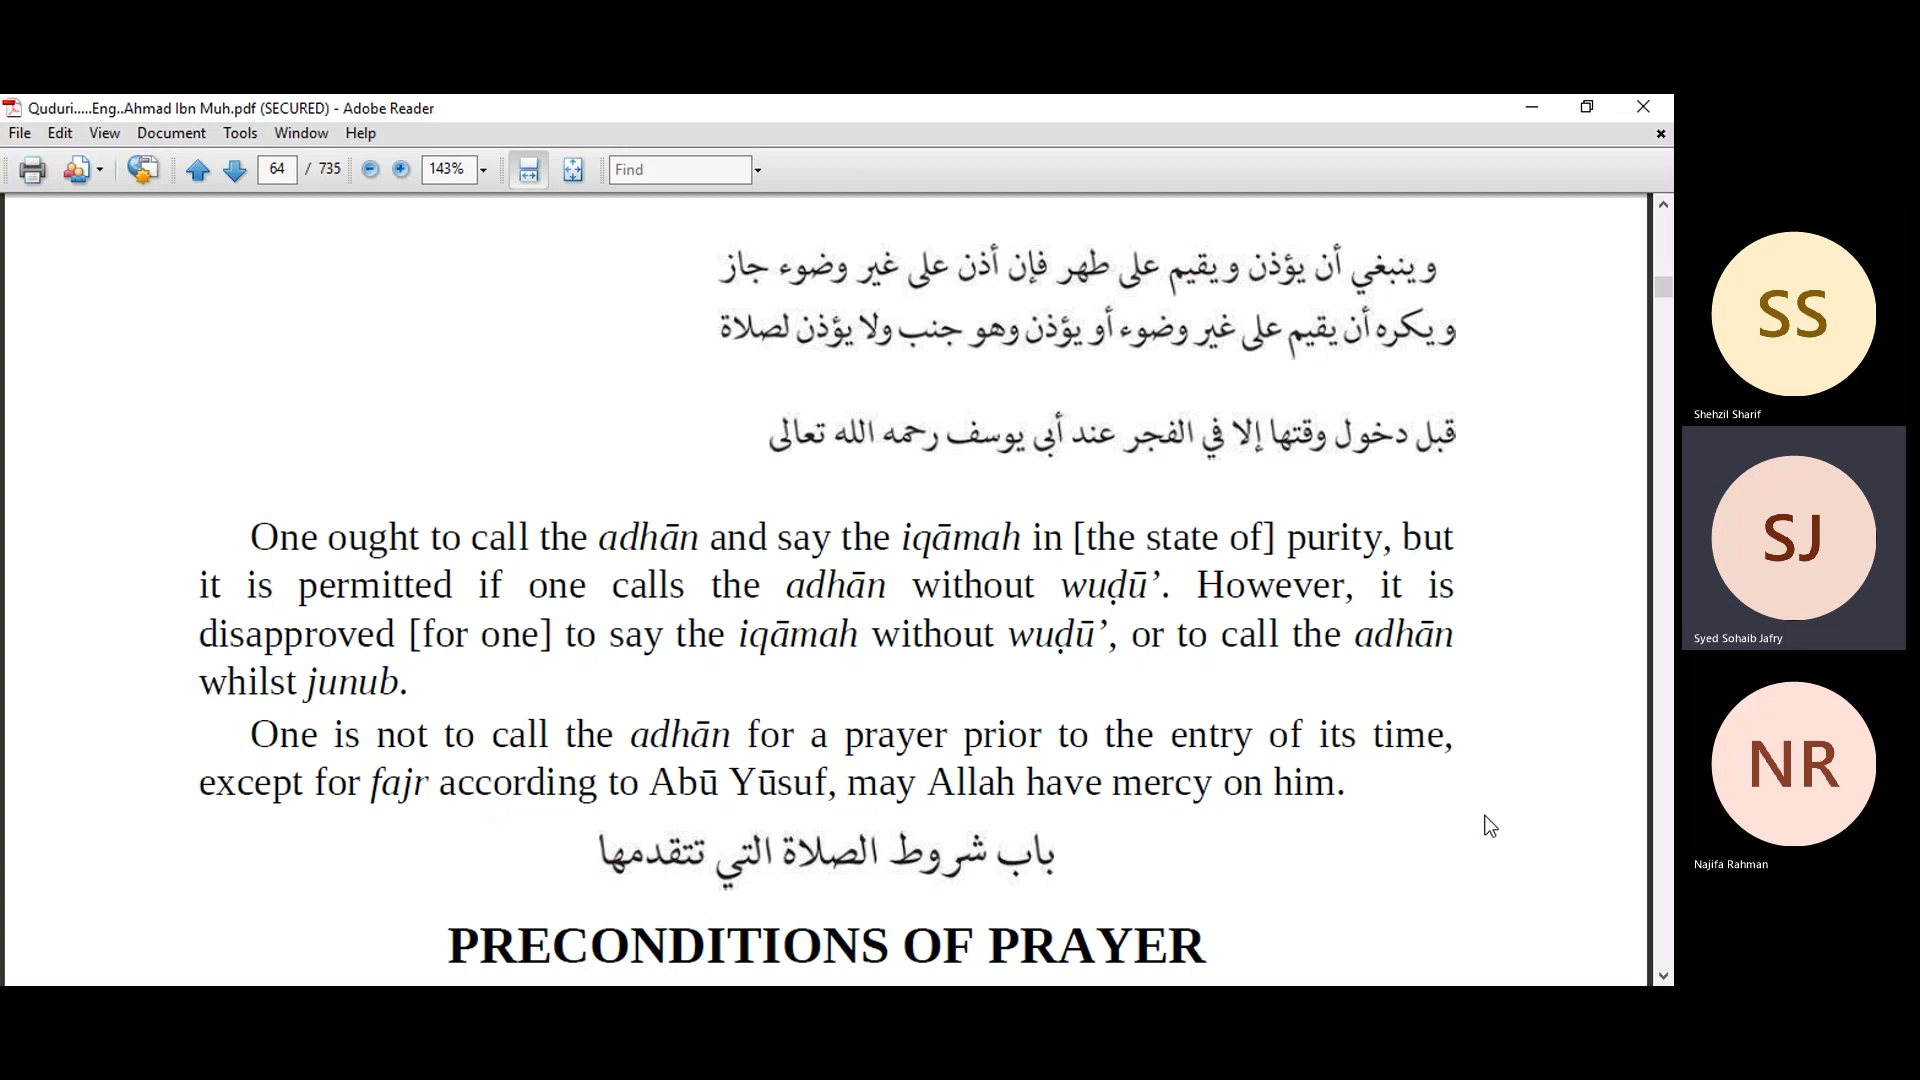 Quduri.....Eng..Ahmad Ibn Muh.pdf (SECURED) - Adobe Reader
File Edit View Document Tools Window Help
64 / 735 143% Find
و ينبغي أن يؤذن و يقيم على طهر فإن أذن على غير وضوء جاز
و يكره أن يقيم على غير وضوء أو يؤذن وهو جنب ولا يؤذن لصلاة
قبل دخول وقتها إلا في الفجر عند أبى يوسف رحمه الله تعالى
One ought to call the adhān and say the iqāmah in [the state of] purity, but
it is permitted if one calls the adhān without wuḍū’. However, it is
disapproved [for one] to say the iqāmah without wuḍū’, or to call the adhān
whilst junub.
One is not to call the adhān for a prayer prior to the entry of its time,
except for fajr according to Abū Yūsuf, may Allah have mercy on him.
باب شروط الصلاة التي تتقدمها
PRECONDITIONS OF PRAYER
SS
Shehzil Sharif
SJ
Syed Sohaib Jafry
NR
Najifa Rahman